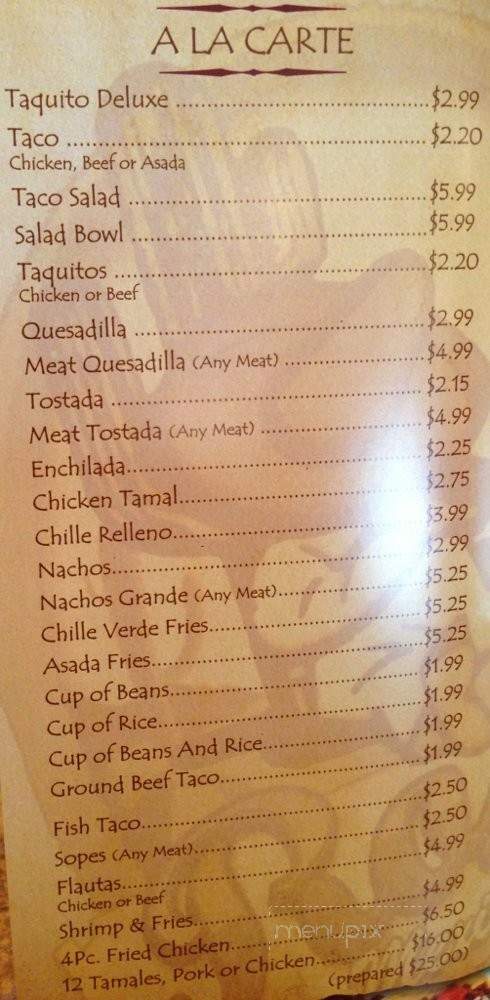 A LA CARTE
Taquito Deluxe ........ $2.99
Taco ........ $2.20
Chicken, Beef or Asada
Taco Salad ........ $5.99
Salad Bowl ........ $5.99
Taquitos ........ $2.20
Chicken or Beef
Quesadilla ........ $2.99
Meat Quesadilla (Any Meat) ........ $4.99
Tostada ........ $2.15
Meat Tostada (Any Meat) ........ $4.99
Enchilada ........ $2.25
Chicken Tamal ........ $2.75
Chille Relleno ........ $3.99
Nachos ........ $2.99
Nachos Grande (Any Meat) ........ $5.25
Chille Verde Fries ........ $5.25
Asada Fries ........ $5.25
Cup of Beans ........ $1.99
Cup of Rice ........ $1.99
Cup of Beans And Rice ........ $1.99
Ground Beef Taco ........ $1.99
Fish Taco ........ $2.50
Sopes (Any Meat) ........ $2.50
Flautas ........ $4.99
Chicken or Beef
Shrimp & Fries ........ $4.99
4Pc. Fried Chicken ........ $6.50
12 Tamales, Pork or Chicken ........ $16.00
(prepared $25.00)
menupix